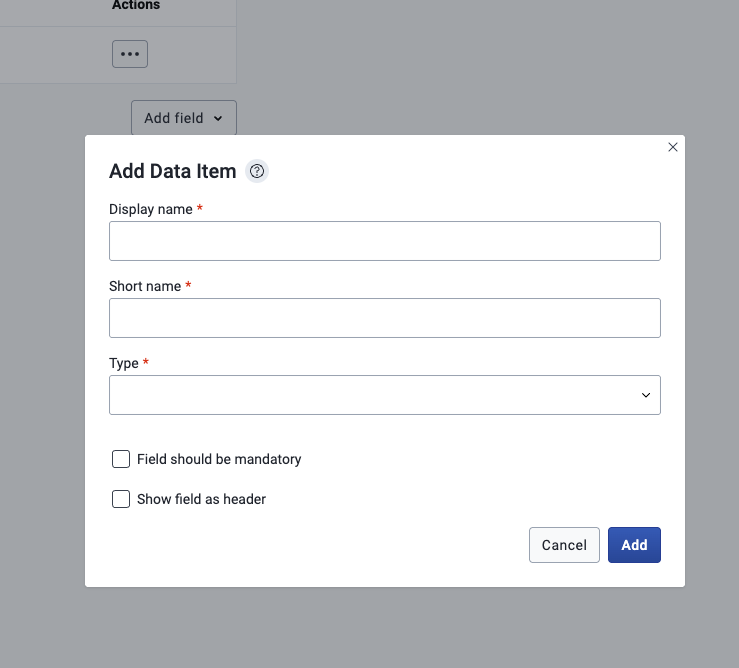 Actions
Add field
Add Data Item
Display name *
Short name *
Type *
Field should be mandatory
Show field as header
Cancel Add